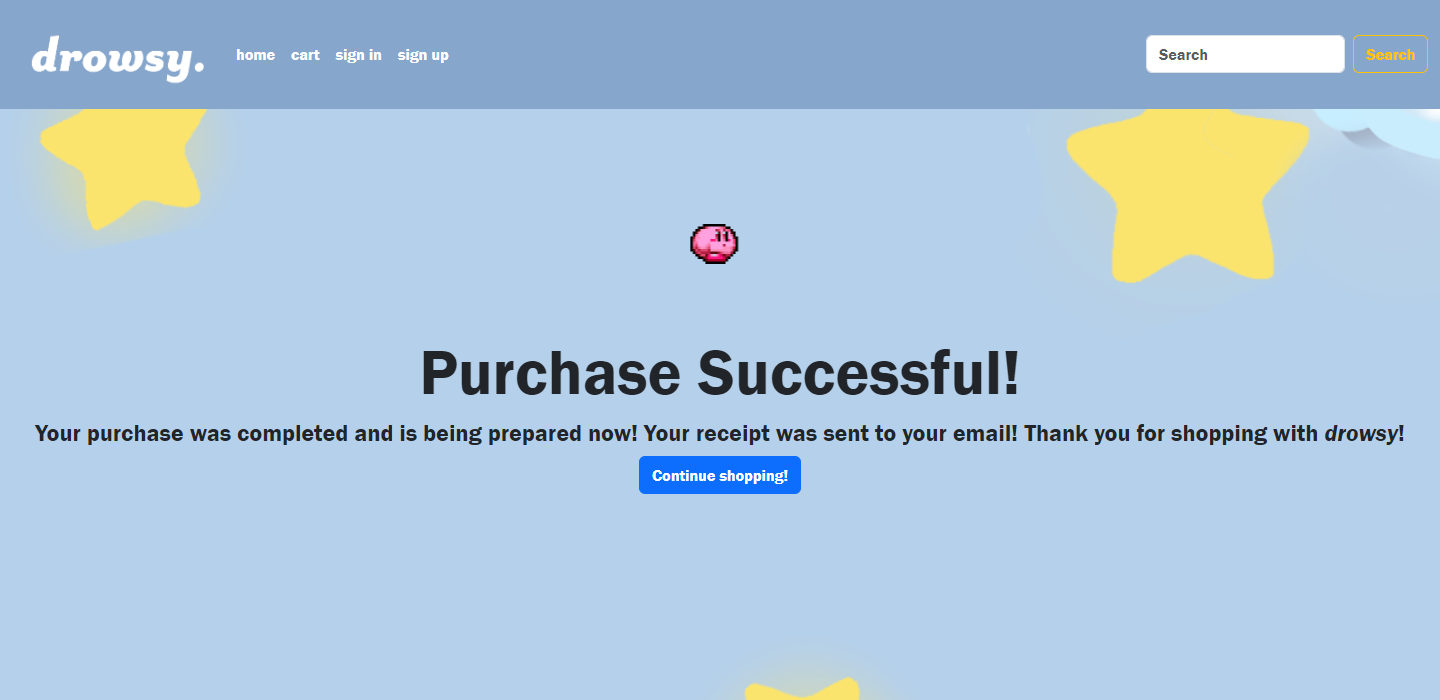 drowsy.
home cart sign in sign up
Search Search
Purchase Successful!
Your purchase was completed and is being prepared now! Your receipt was sent to your email! Thank you for shopping with drowsy!
Continue shopping!